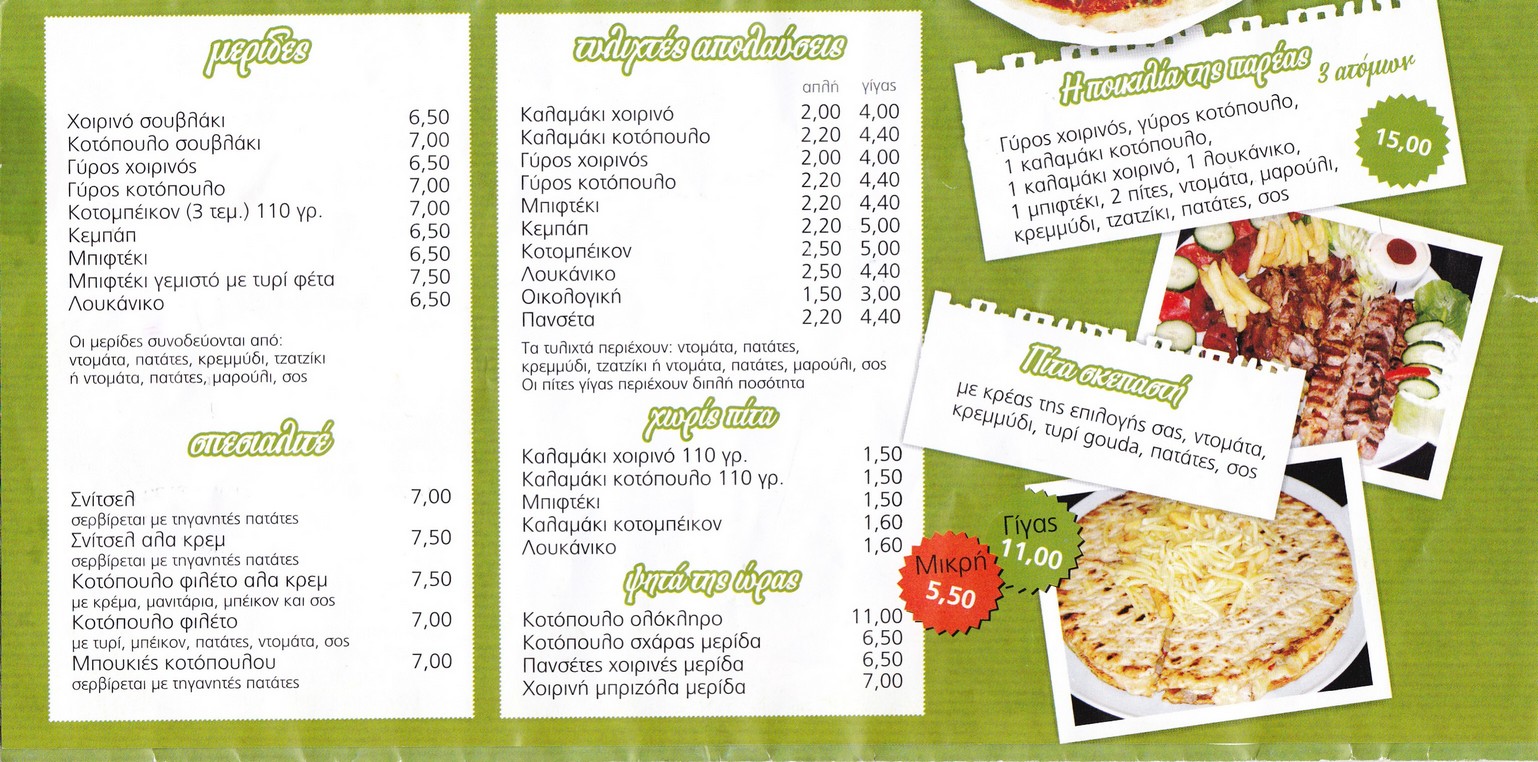 μερίδες
Χοιρινό σουβλάκι 6,50
Κοτόπουλο σουβλάκι 7,00
Γύρος χοιρινός 6,50
Γύρος κοτόπουλο 7,00
Κοτομπέικον (3 τεμ.) 110 γρ. 7,00
Κεμπάπ 6,50
Μπιφτέκι 6,50
Μπιφτέκι γεμιστό με τυρί φέτα 7,50
Λουκάνικο 6,50
Οι μερίδες συνοδεύονται από:
ντομάτα, πατάτες, κρεμμύδι, τζατζίκι
ή ντομάτα, πατάτες, μαρούλι, σος
σπεσιαλιτέ
Σνίτσελ 7,00
σερβίρεται με τηγανητές πατάτες
Σνίτσελ αλα κρεμ 7,50
σερβίρεται με τηγανητές πατάτες
Κοτόπουλο φιλέτο αλα κρεμ 7,50
με κρέμα, μανιτάρια, μπέικον και σος
Κοτόπουλο φιλέτο 7,00
με τυρί, μπέικον, πατάτες, ντομάτα, σος
Μπουκιές κοτόπουλου 7,00
σερβίρεται με τηγανητές πατάτες
τυλιχτές απολαύσεις
απλή γίγας
Καλαμάκι χοιρινό 2,00 4,00
Καλαμάκι κοτόπουλο 2,20 4,40
Γύρος χοιρινός 2,00 4,00
Γύρος κοτόπουλο 2,20 4,40
Μπιφτέκι 2,20 4,40
Κεμπάπ 2,20 5,00
Κοτομπέικον 2,50 5,00
Λουκάνικο 2,50 4,40
Οικολογική 1,50 3,00
Πανσέτα 2,20 4,40
Τα τυλιχτά περιέχουν: ντομάτα, πατάτες,
κρεμμύδι, τζατζίκι ή ντομάτα, πατάτες, μαρούλι, σος
Οι πίτες γίγας περιέχουν διπλή ποσότητα
χωρίς πίτα
Καλαμάκι χοιρινό 110 γρ. 1,50
Καλαμάκι κοτόπουλο 110 γρ. 1,50
Μπιφτέκι 1,50
Καλαμάκι κοτομπέικον 1,60
Λουκάνικο 1,60
ψητά της ώρας
Κοτόπουλο ολόκληρο 11,00
Κοτόπουλο σχάρας μερίδα 6,50
Πανσέτες χοιρινές μερίδα 6,50
Χοιρινή μπριζόλα μερίδα 7,00
Η ποικιλία της παρέας 3 ατόμων
Γύρος χοιρινός, γύρος κοτόπουλο,
1 καλαμάκι κοτόπουλο,
1 καλαμάκι χοιρινό, 1 λουκάνικο,
1 μπιφτέκι, 2 πίτες, ντομάτα, μαρούλι,
κρεμμύδι, τζατζίκι, πατάτες, σος
15,00
Πίτα σκεπαστή
με κρέας της επιλογής σας, ντομάτα,
κρεμμύδι, τυρί gouda, πατάτες, σος
Γίγας
11,00
Μικρή
5,50